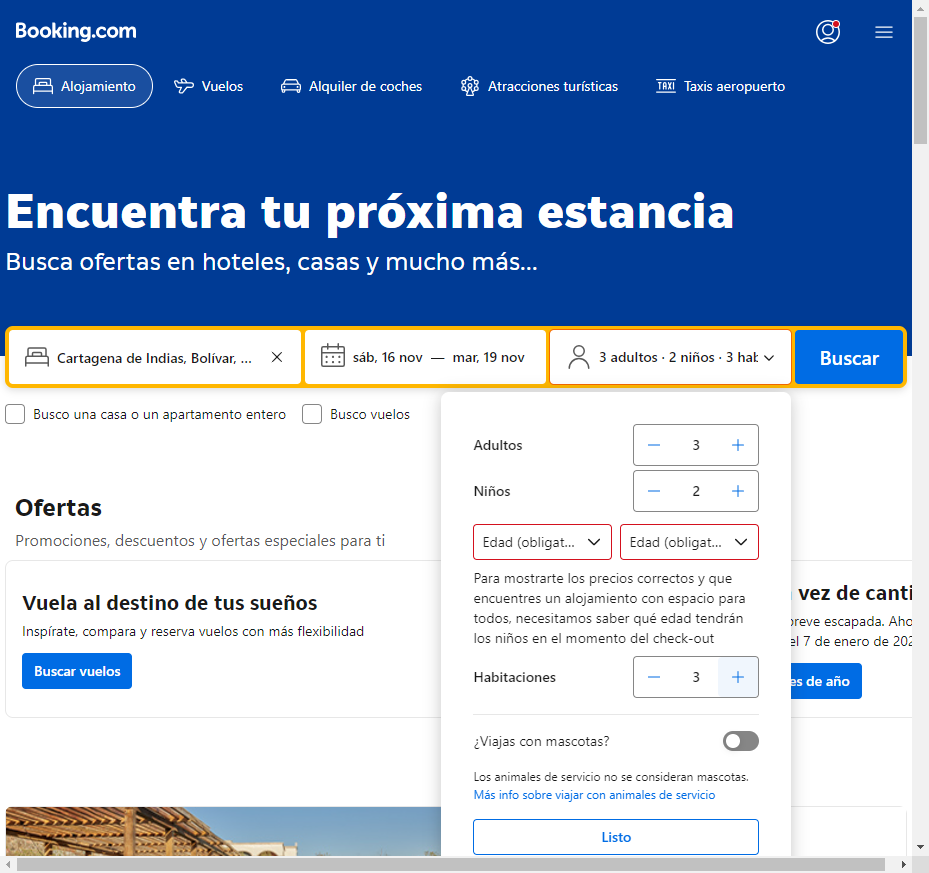 Booking.com
Alojamiento
Vuelos
Alquiler de coches
Atracciones turísticas
TAXI
Taxis aeropuerto
Encuentra tu próxima estancia
Busca ofertas en hoteles, casas y mucho más...
Cartagena de Indias, Bolívar, ...
sáb, 16 nov — mar, 19 nov
3 adultos · 2 niños · 3 hab
Buscar
Busco una casa o un apartamento entero
Busco vuelos
Adultos
3
Niños
2
Edad (obligat...
Edad (obligat...
Para mostrarte los precios correctos y que
encuentres un alojamiento con espacio para
todos, necesitamos saber qué edad tendrán
los niños en el momento del check-out
Habitaciones
3
¿Viajas con mascotas?
Los animales de servicio no se consideran mascotas.
Más info sobre viajar con animales de servicio
Listo
Ofertas
Promociones, descuentos y ofertas especiales para ti
Vuela al destino de tus sueños
Inspírate, compara y reserva vuelos con más flexibilidad
Buscar vuelos
vez de canti
breve escapada. Aho
el 7 de enero de 202
es de año